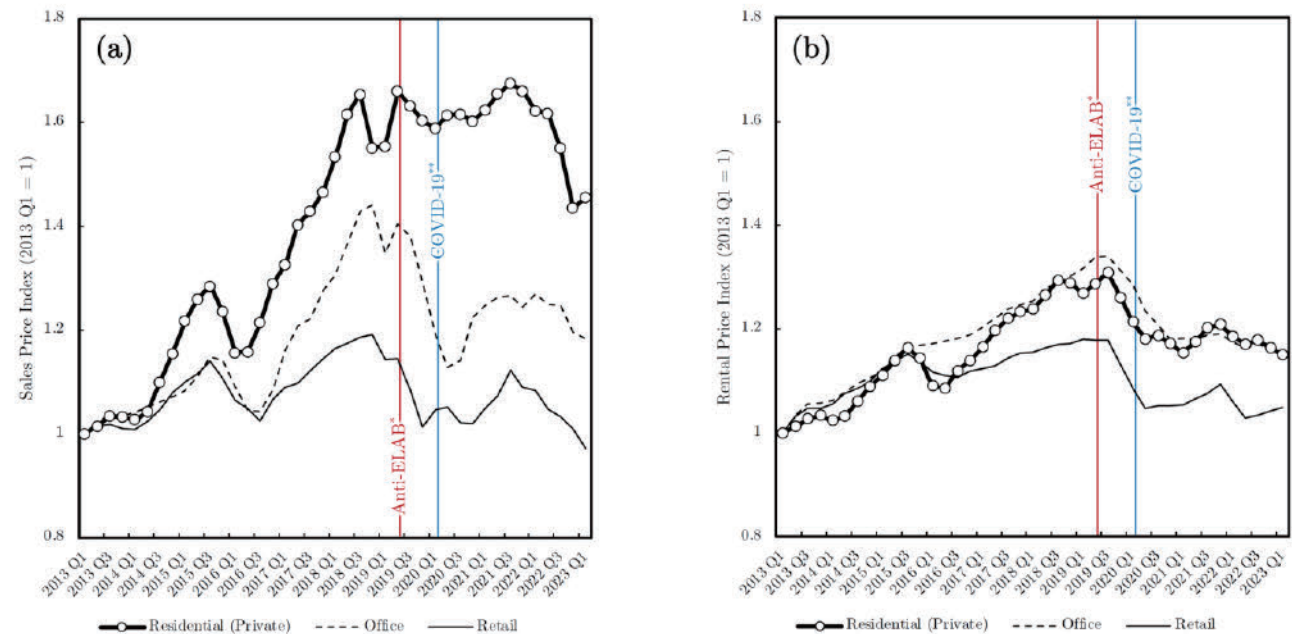 (a)
Sales Price Index (2013 Q1 = 1)
1.8
1.6
1.4
1.2
1
0.8
Anti-ELAB*
COVID-19**
2013 Q1
2013 Q3
2014 Q1
2014 Q3
2015 Q1
2015 Q3
2016 Q1
2016 Q3
2017 Q1
2017 Q3
2018 Q1
2018 Q3
2019 Q1
2019 Q3
2020 Q1
2020 Q3
2021 Q1
2021 Q3
2022 Q1
2022 Q3
2023 Q1
Residential (Private) Office Retail
(b)
Rental Price Index (2013 Q1 = 1)
1.8
1.6
1.4
1.2
1
0.8
Anti-ELAB*
COVID-19**
2013 Q1
2013 Q3
2014 Q1
2014 Q3
2015 Q1
2015 Q3
2016 Q1
2016 Q3
2017 Q1
2017 Q3
2018 Q1
2018 Q3
2019 Q1
2019 Q3
2020 Q1
2020 Q3
2021 Q1
2021 Q3
2022 Q1
2022 Q3
2023 Q1
Residential (Private) Office Retail